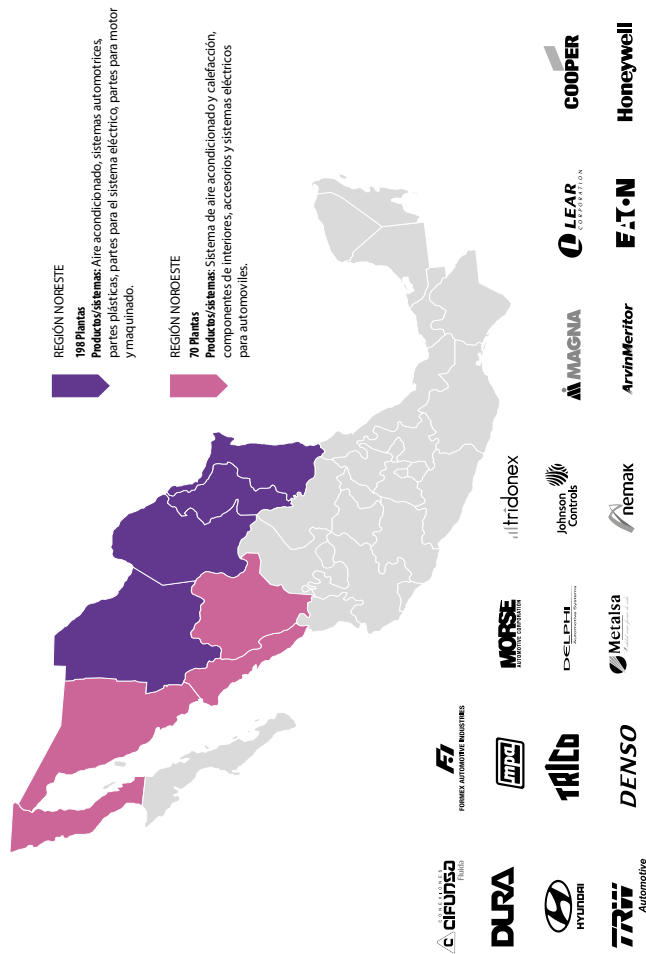 REGIÓN NORESTE
198 Plantas
Productos/sistemas: Aire acondicionado, sistemas automotrices,
partes plásticas, partes para el sistema eléctrico, partes para motor
y maquinado.
REGIÓN NOROESTE
70 Plantas
Productos/sistemas: Sistema de aire acondicionado y calefacción,
componentes de interiores, accesorios y sistemas eléctricos
para automoviles.
CONEXIONES
CIFUNSA
Fluida
FORMEX AUTOMOTIVE INDUSTRIES
DURA
mpd
MORSE
AUTOMOTIVE CORPORATION
tridonex
HYUNDAI
TRICO
DELPHI
Automotive Systems
Johnson
Controls
MAGNA
LEAR
CORPORATION
COOPER
TRW
Automotive
DENSO
Metalsa
nemak
ArvinMeritor
EATON
Honeywell